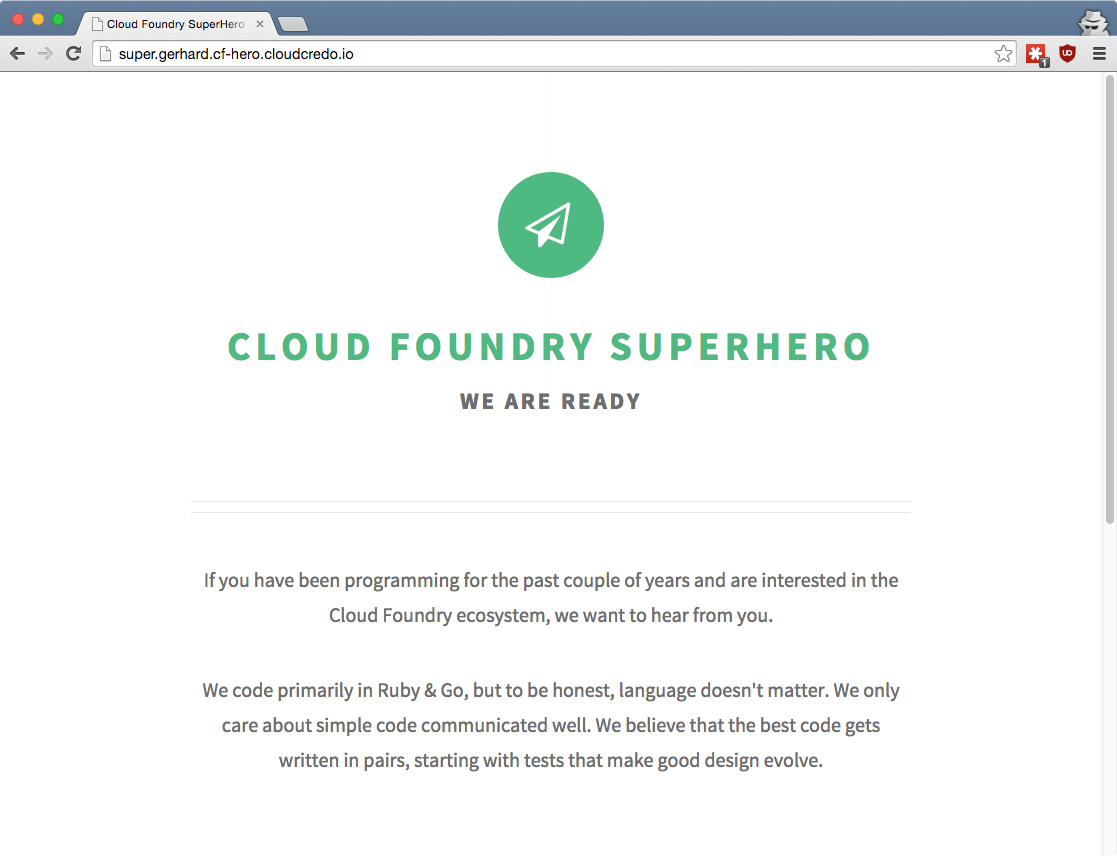 Cloud Foundry SuperHero
super.gerhard.cf-hero.cloudcredo.io
1
CLOUD FOUNDRY SUPERHERO
WE ARE READY
If you have been programming for the past couple of years and are interested in the
Cloud Foundry ecosystem, we want to hear from you.
We code primarily in Ruby & Go, but to be honest, language doesn't matter. We only
care about simple code communicated well. We believe that the best code gets
written in pairs, starting with tests that make good design evolve.